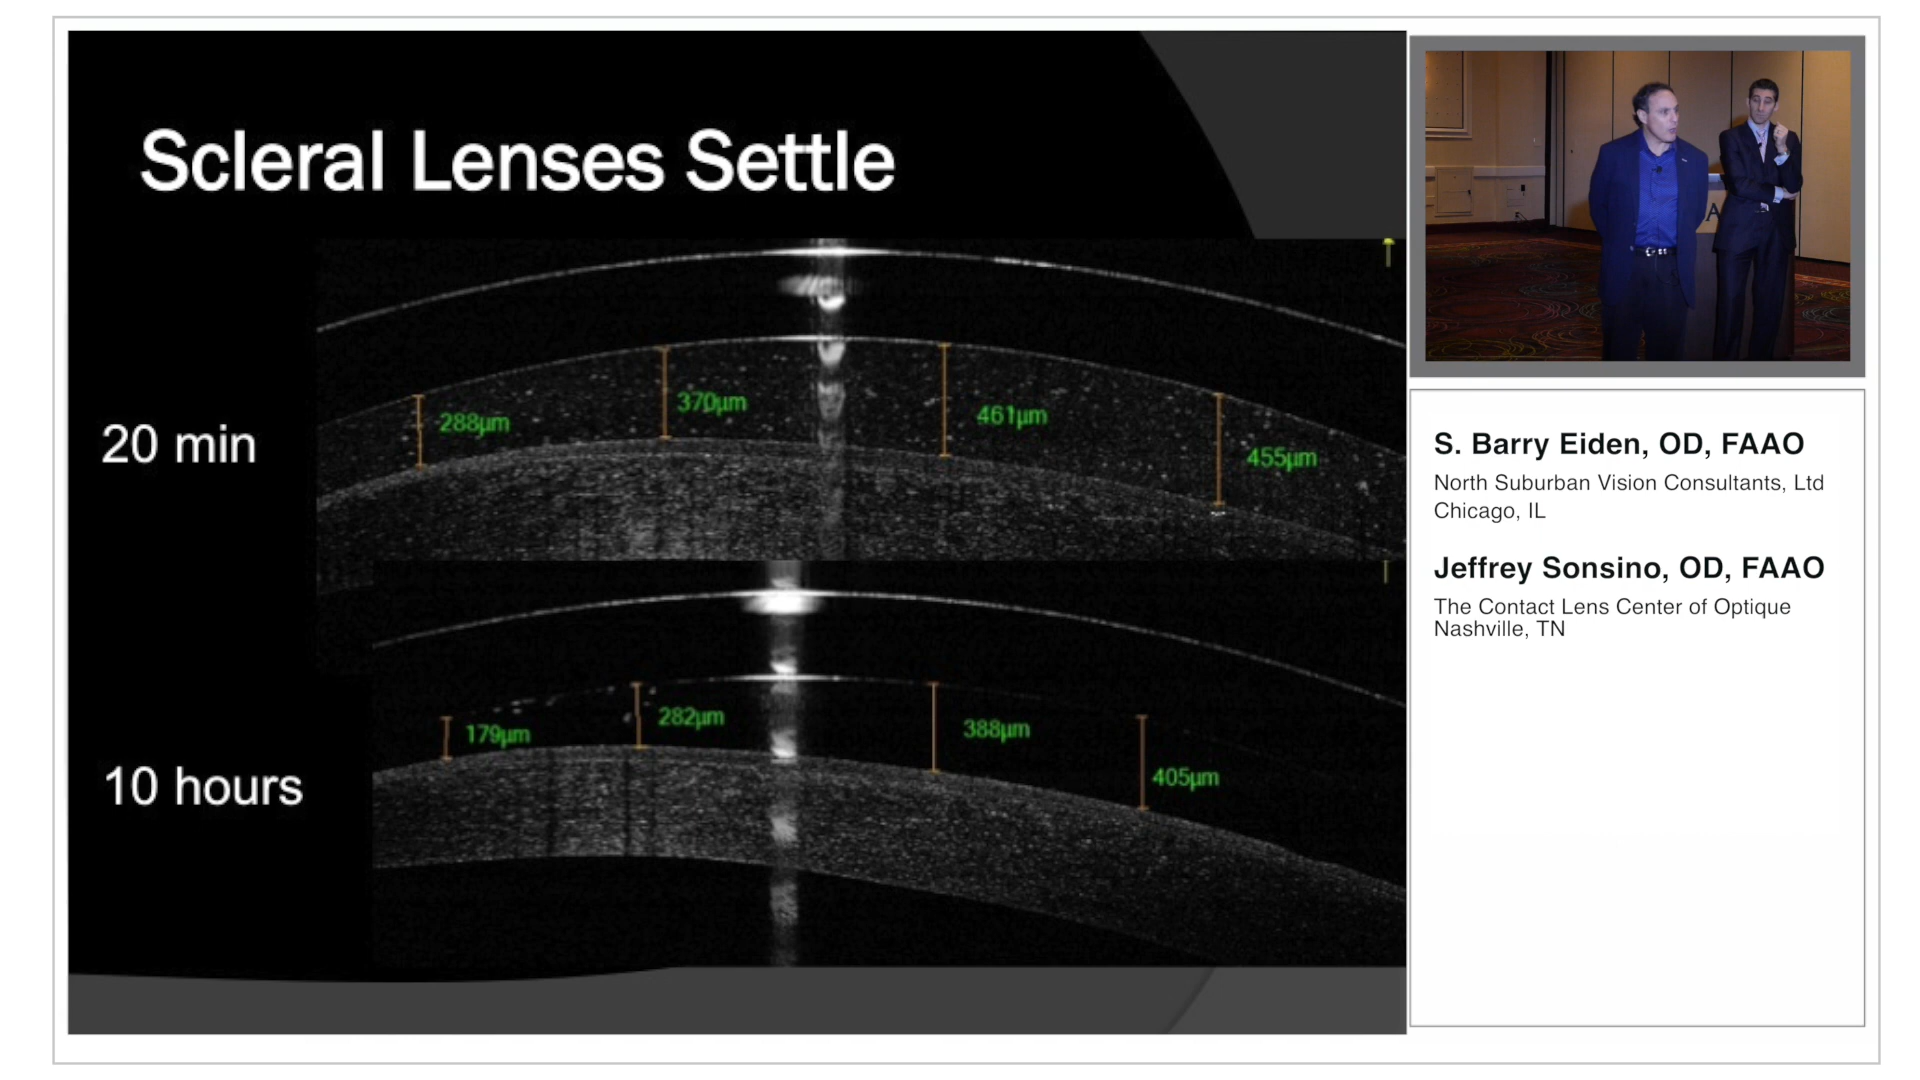 Scleral Lenses Settle
20 min
288µm
370µm
461µm
455µm
10 hours
179µm
282µm
388µm
405µm
S. Barry Eiden, OD, FAAO
North Suburban Vision Consultants, Ltd
Chicago, IL
Jeffrey Sonsino, OD, FAAO
The Contact Lens Center of Optique
Nashville, TN